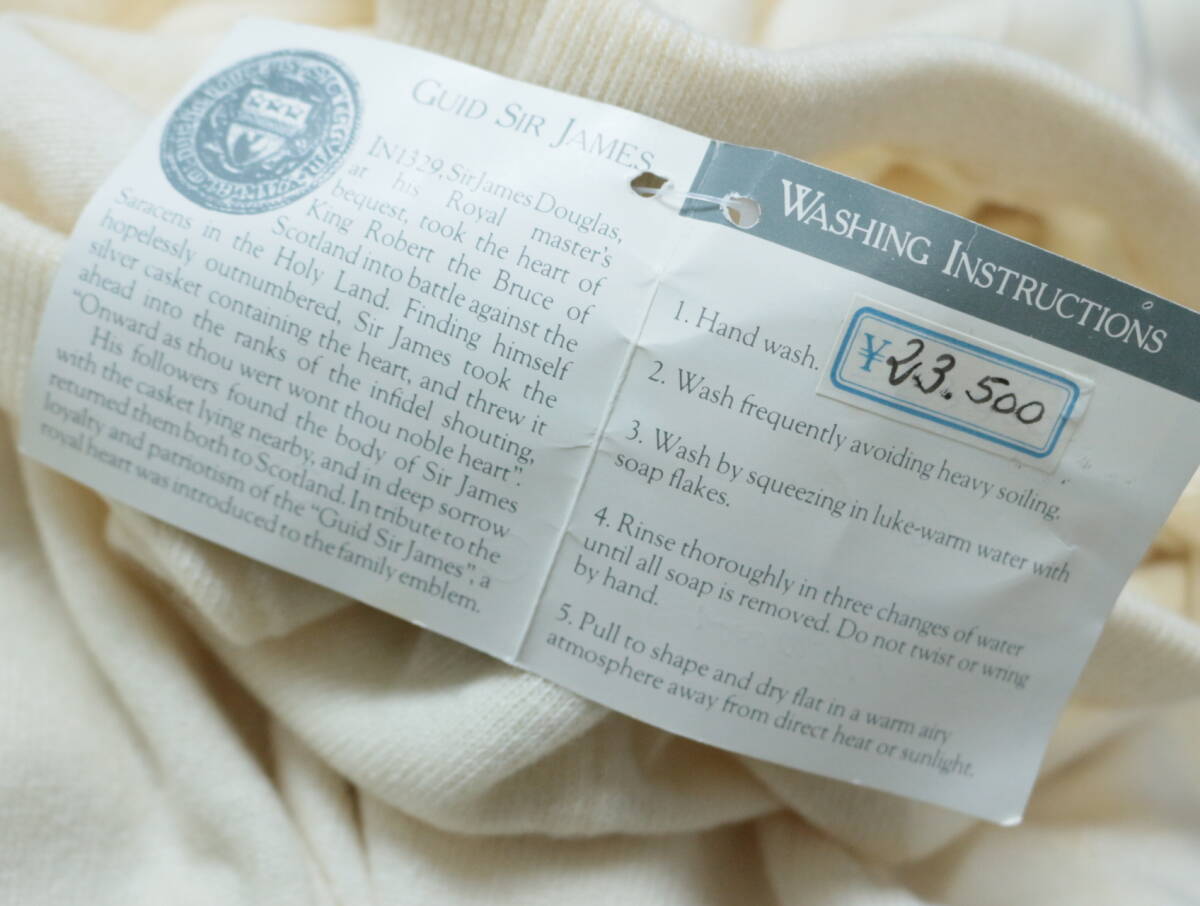 GUID SIR JAMES
IN 1329, Sir James Douglas,
at his Royal master's
bequest, took the heart of
King Robert the Bruce of
Scotland into battle against the
Saracens in the Holy Land. Finding himself
hopelessly outnumbered, Sir James took the
silver casket containing the heart, and threw it
ahead into the ranks of the infidel shouting,
"Onward as thou wert wont thou noble heart".
His followers found the body of Sir James
with the casket lying nearby, and in deep sorrow
returned them both to Scotland. In tribute to the
loyalty and patriotism of the "Guid Sir James", a
royal heart was introduced to the family emblem.
WASHING INSTRUCTIONS
1. Hand wash.
¥23.500
2. Wash frequently avoiding heavy soiling.
3. Wash by squeezing in luke-warm water with
soap flakes.
4. Rinse thoroughly in three changes of water
until all soap is removed. Do not twist or wring
by hand.
5. Pull to shape and dry flat in a warm airy
atmosphere away from direct heat or sunlight.